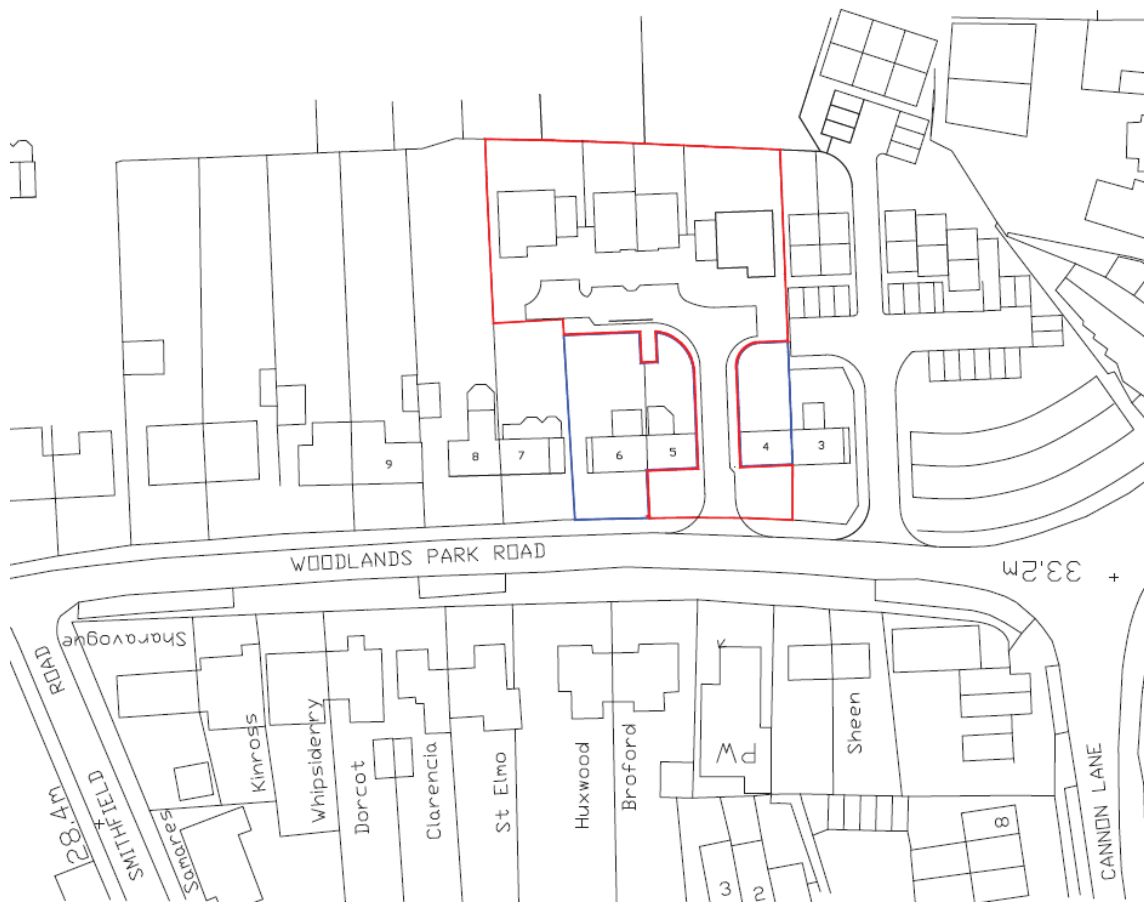 9
8
7
6
5
4
3
WOODLANDS PARK ROAD
33.2m
Sharavogue
SMITHFIELD ROAD
28.4m
Samares
Kinross
Whipsiderry
Dorcot
Clarencia
St Elmo
Huxwood
Broford
PW
Sheen
CANNON LANE
3
2
8